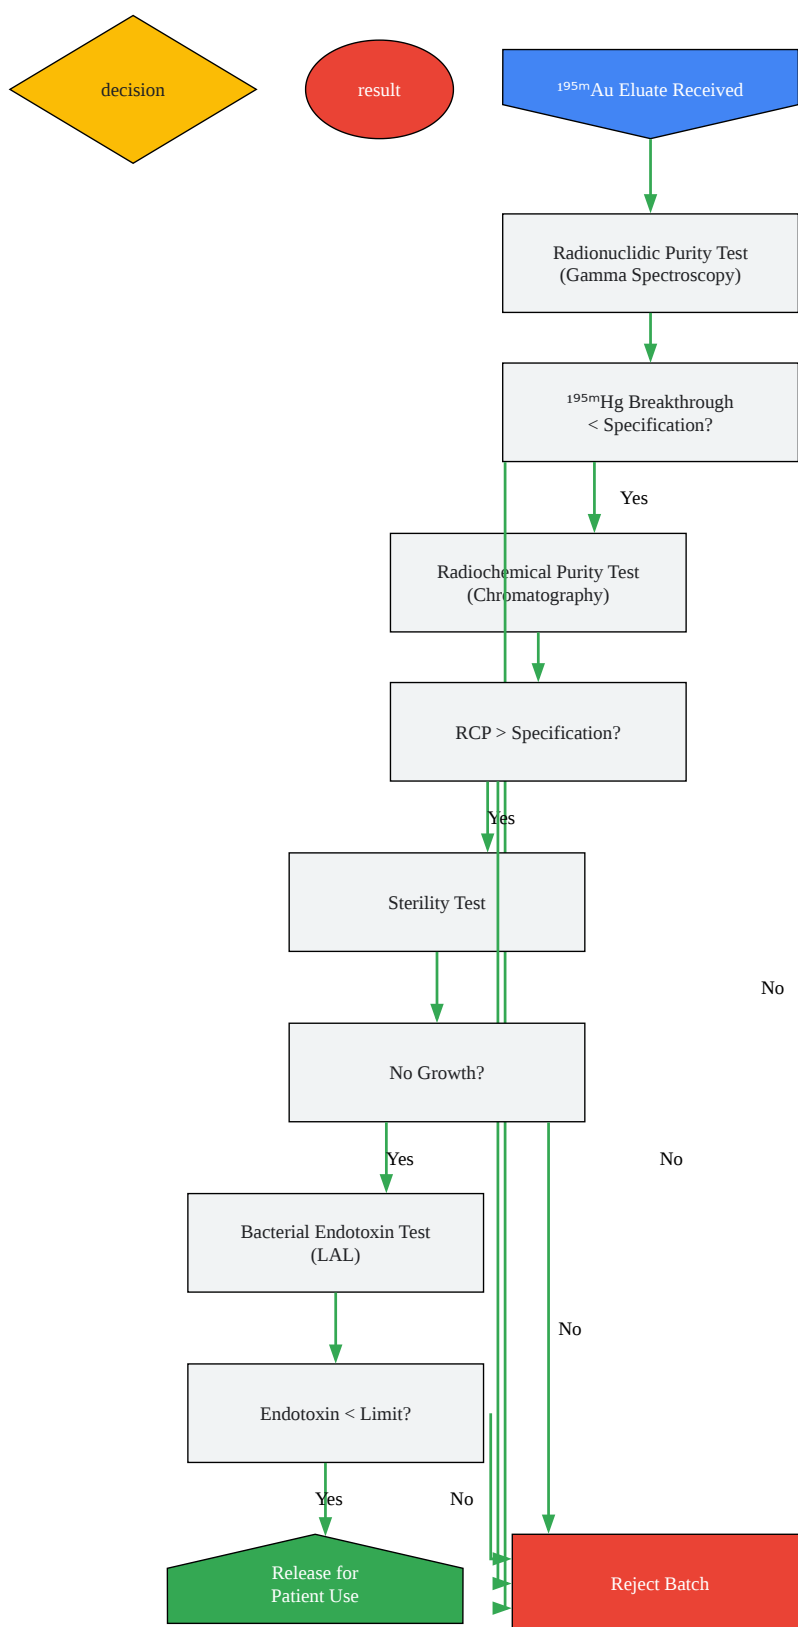 decision
result
¹⁹⁵ᵐAu Eluate Received
Radionuclidic Purity Test
(Gamma Spectroscopy)
¹⁹⁵ᵐHg Breakthrough
< Specification?
Yes
Radiochemical Purity Test
(Chromatography)
RCP > Specification?
Yes
Sterility Test
No
No Growth?
Yes
No
Bacterial Endotoxin Test
(LAL)
No
Endotoxin < Limit?
Yes
No
Release for
Patient Use
Reject Batch